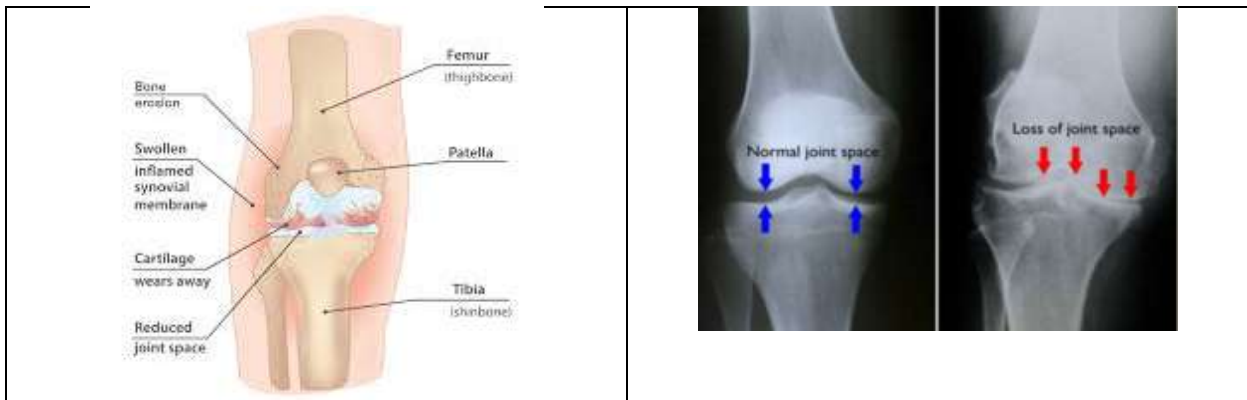 Femur
(thighbone)
Bone
erosion
Swollen
inflamed
synovial
membrane
Patella
Cartilage
wears away
Tibia
(shinbone)
Reduced
joint space
Normal joint space
Loss of joint space